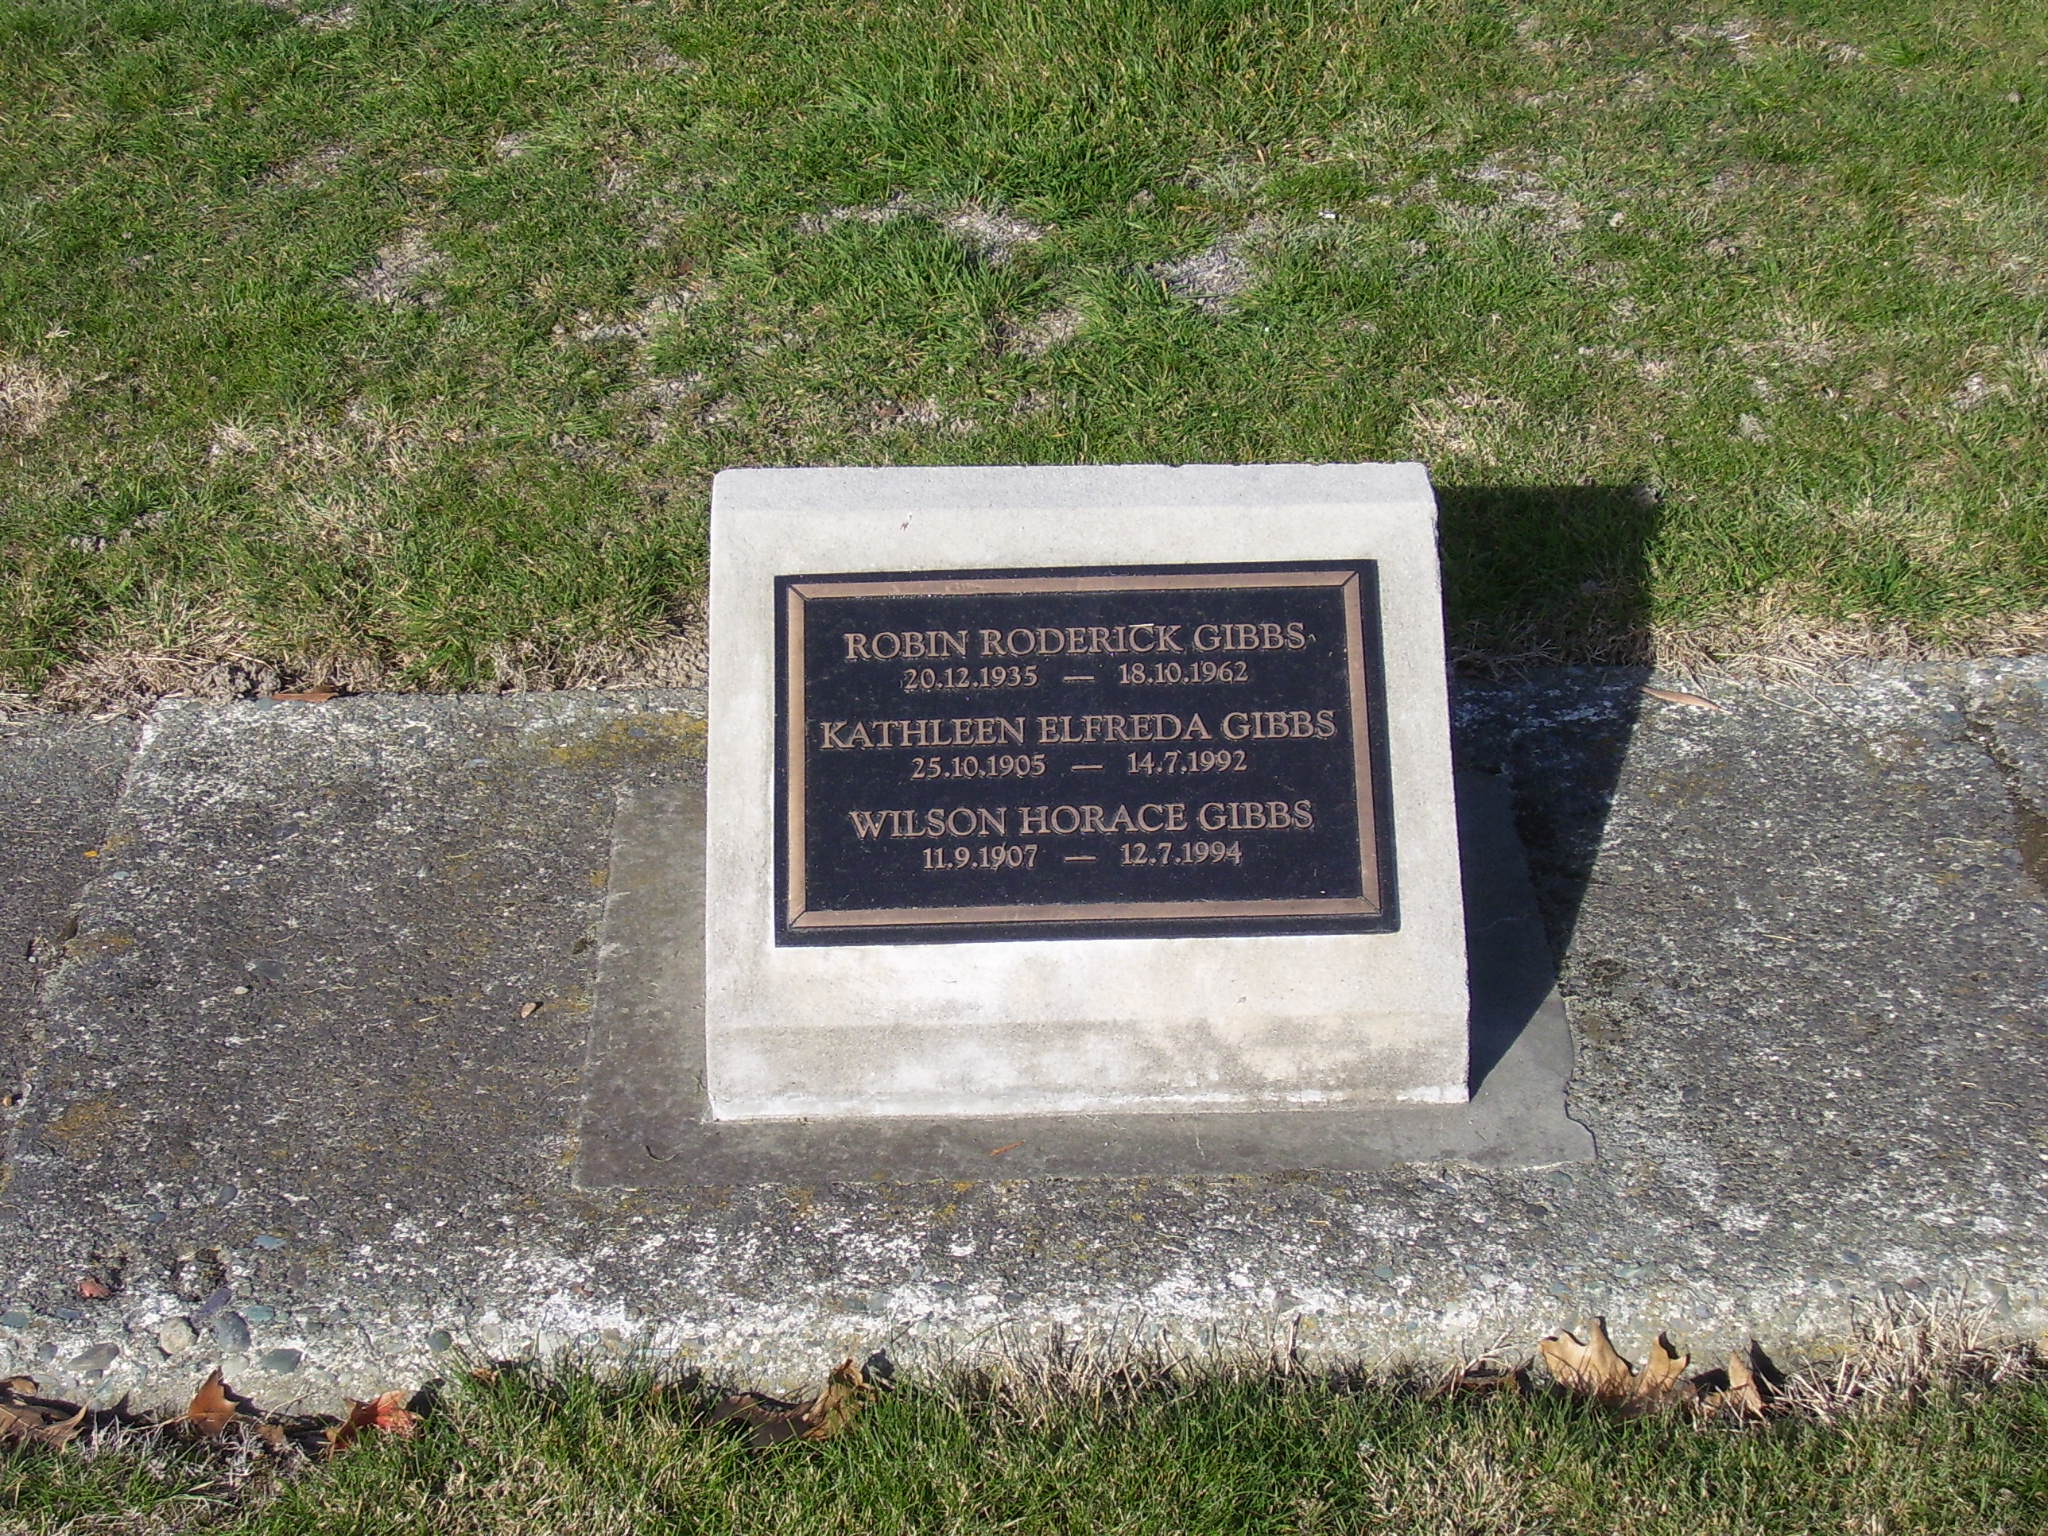 ROBIN RODERICK GIBBS
20.12.1935 — 18.10.1962
KATHLEEN ELFREDA GIBBS
25.10.1905 — 14.7.1992
WILSON HORACE GIBBS
11.9.1907 — 12.7.1994